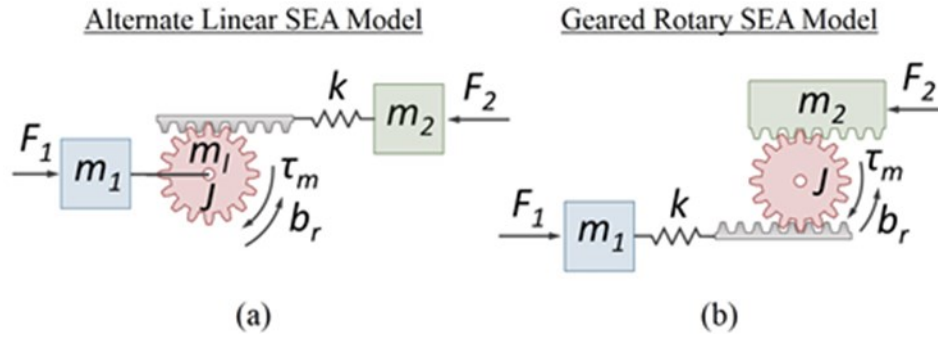 Alternate Linear SEA Model
Geared Rotary SEA Model
F₁
m₁
m_l
J
τₘ
bᵣ
k
m₂
F₂
(a)
F₁
m₁
k
m₂
F₂
J
τₘ
bᵣ
(b)